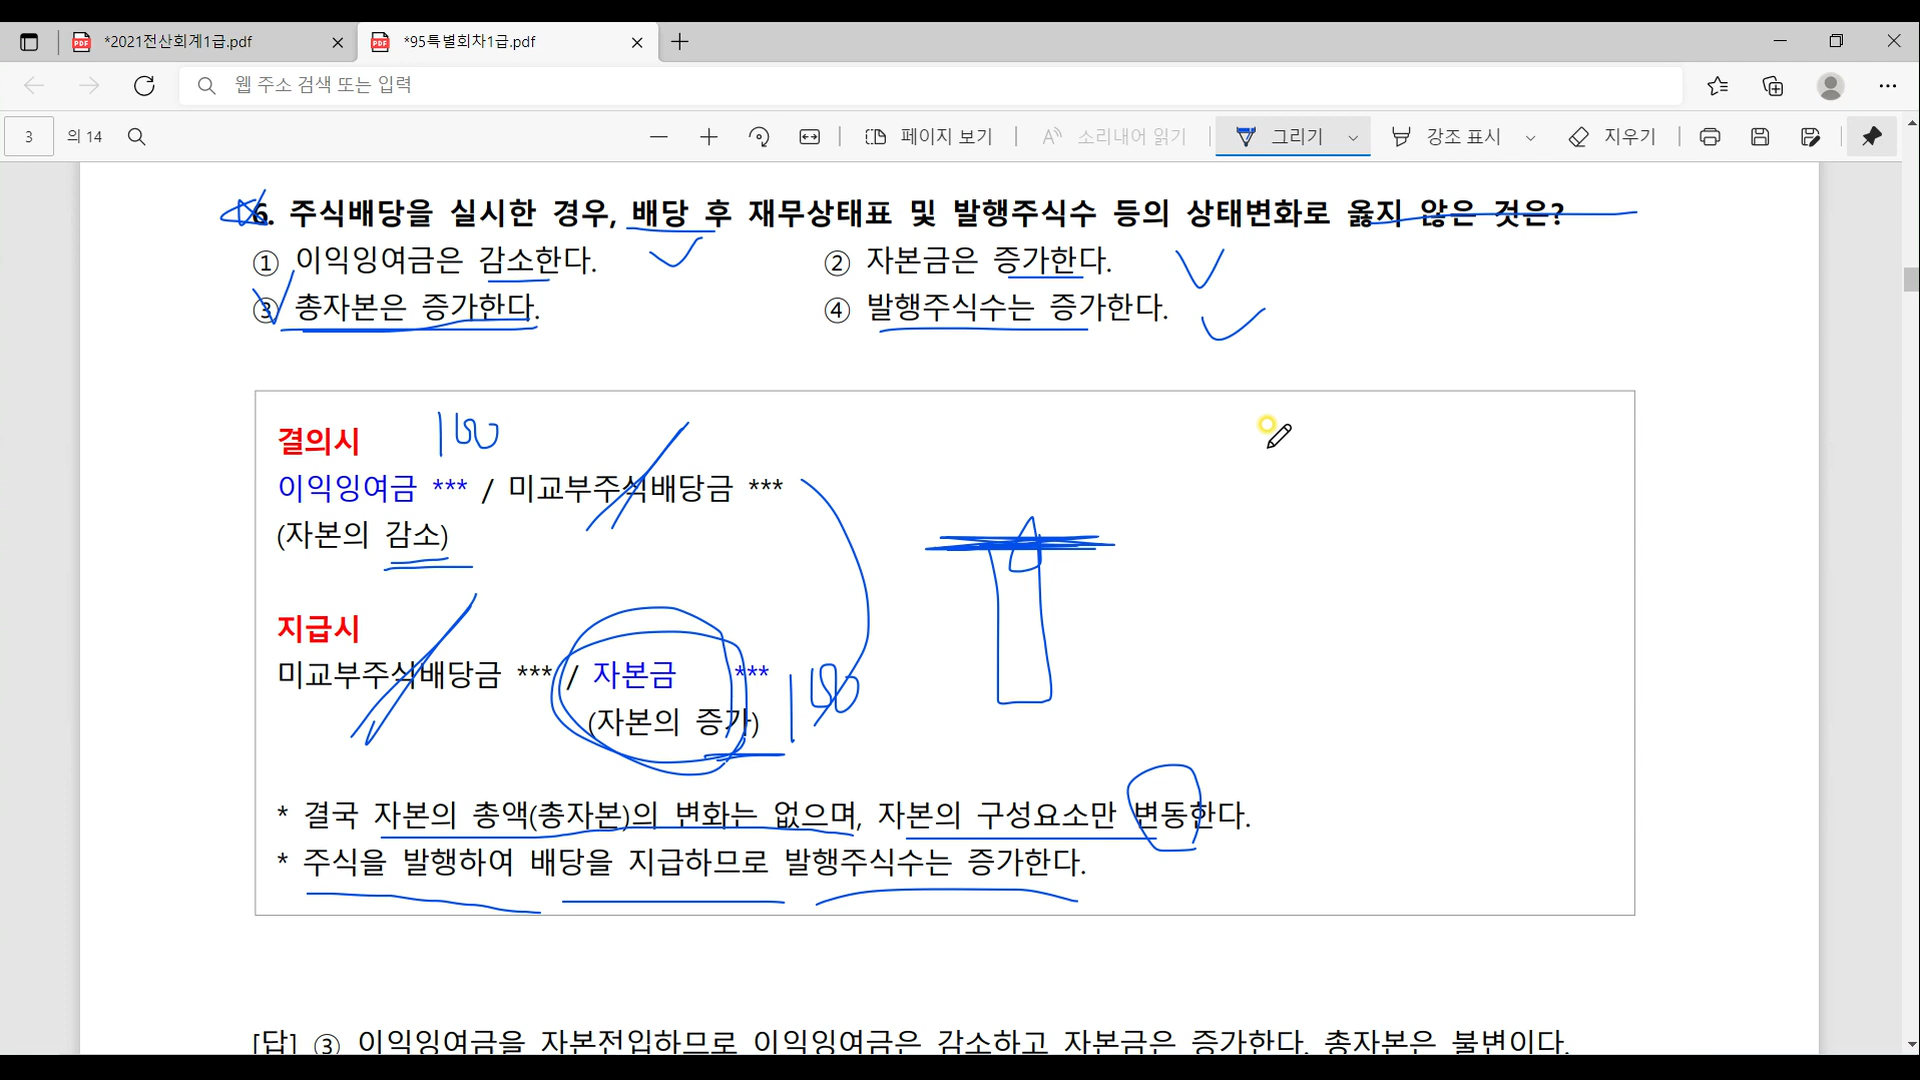 *2021전산회계1급.pdf
*95특별회차1급.pdf
웹 주소 검색 또는 입력
3 의 14
페이지 보기
소리내어 읽기
그리기
강조 표시
지우기
6. 주식배당을 실시한 경우, 배당 후 재무상태표 및 발행주식수 등의 상태변화로 옳지 않은 것은?
① 이익잉여금은 감소한다. ② 자본금은 증가한다.
③ 총자본은 증가한다. ④ 발행주식수는 증가한다.
결의시 100
이익잉여금 *** / 미교부주식배당금 ***
(자본의 감소)
지급시
미교부주식배당금 *** / 자본금 *** 100
(자본의 증가)
* 결국 자본의 총액(총자본)의 변화는 없으며, 자본의 구성요소만 변동한다.
* 주식을 발행하여 배당을 지급하므로 발행주식수는 증가한다.
[답] ③ 이익잉여금을 자본전입하므로 이익잉여금은 감소하고 자본금은 증가한다. 총자본은 불변이다.